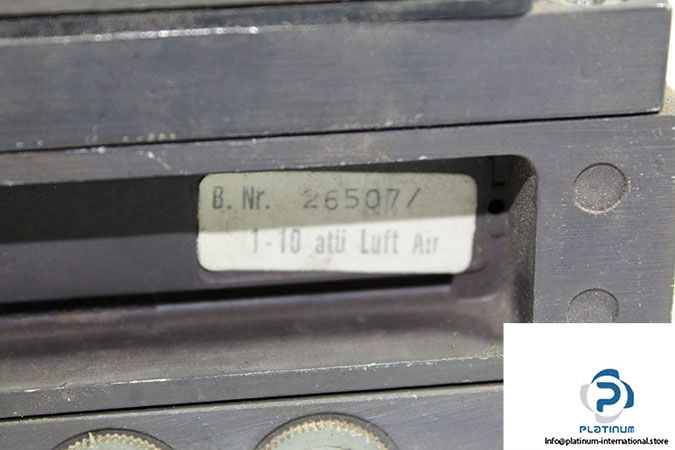 B. Nr. 26507/
1-10 atü Luft Air
PLATINUM
info@platinum-international.store